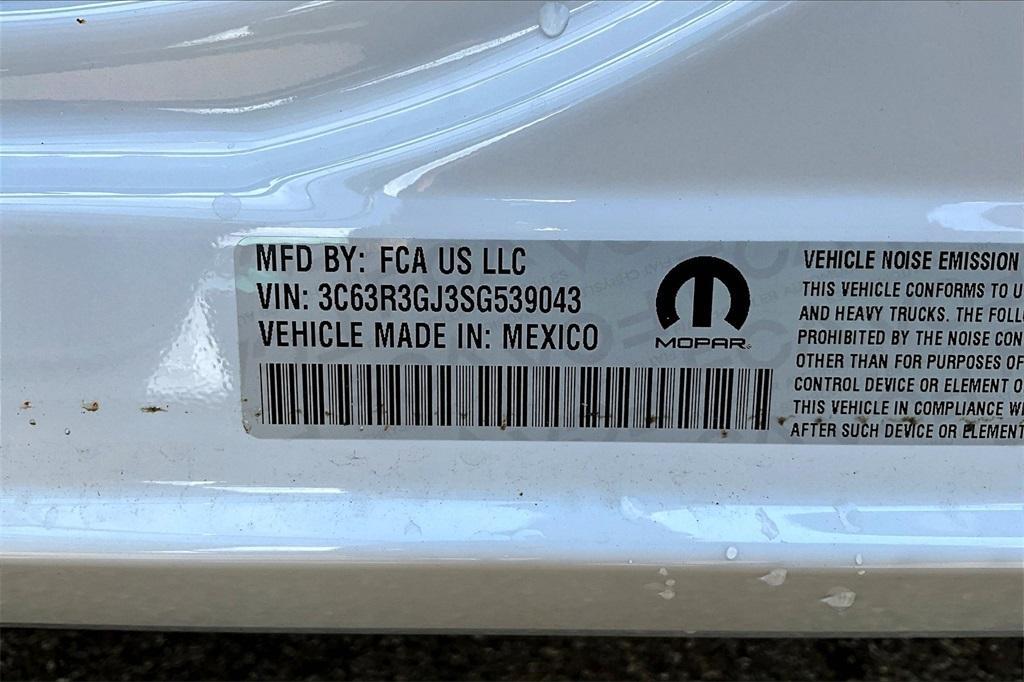 MFD BY: FCA US LLC
VIN: 3C63R3GJ3SG539043
VEHICLE MADE IN: MEXICO
MOPAR
VEHICLE NOISE EMISSION
THIS VEHICLE CONFORMS TO U
AND HEAVY TRUCKS. THE FOLL
PROHIBITED BY THE NOISE CON
OTHER THAN FOR PURPOSES OF
CONTROL DEVICE OR ELEMENT O
THIS VEHICLE IN COMPLIANCE WI
AFTER SUCH DEVICE OR ELEMENT